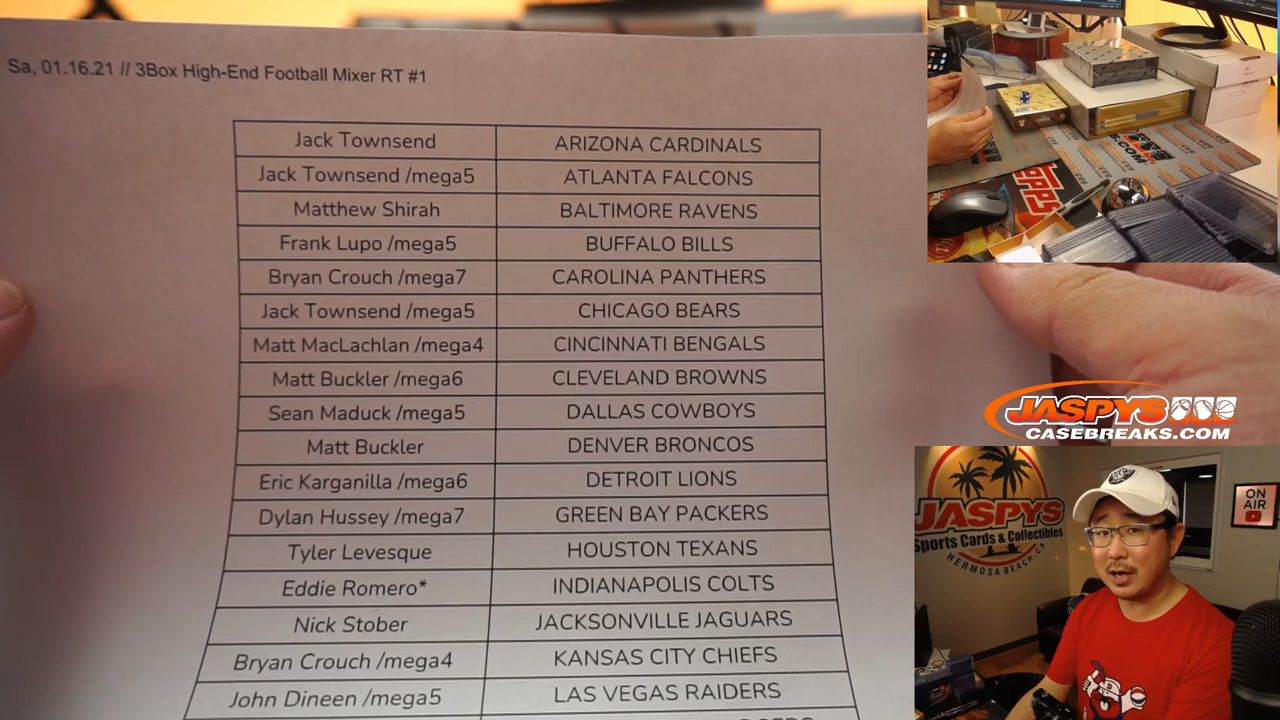 Sa, 01.16.21 // 3Box High-End Football Mixer RT #1
Jack Townsend ARIZONA CARDINALS
Jack Townsend /mega5 ATLANTA FALCONS
Matthew Shirah BALTIMORE RAVENS
Frank Lupo /mega5 BUFFALO BILLS
Bryan Crouch /mega7 CAROLINA PANTHERS
Jack Townsend /mega5 CHICAGO BEARS
Matt MacLachlan /mega4 CINCINNATI BENGALS
Matt Buckler /mega6 CLEVELAND BROWNS
Sean Maduck /mega5 DALLAS COWBOYS
Matt Buckler DENVER BRONCOS
Eric Karganilla /mega6 DETROIT LIONS
Dylan Hussey /mega7 GREEN BAY PACKERS
Tyler Levesque HOUSTON TEXANS
Eddie Romero* INDIANAPOLIS COLTS
Nick Stober JACKSONVILLE JAGUARS
Bryan Crouch /mega4 KANSAS CITY CHIEFS
John Dineen /mega5 LAS VEGAS RAIDERS
JASPYS
CASEBREAKS.COM
JASPYS
Sports Cards & Collectibles
HERMOSA BEACH, CA
ON
AIR